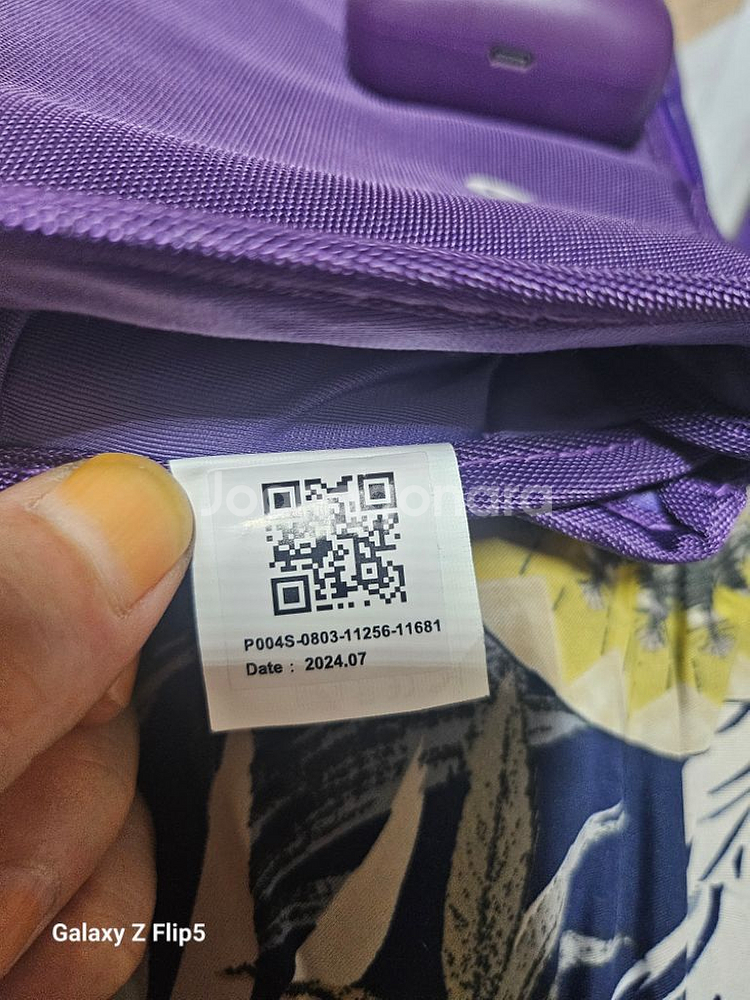 P004S-0803-11256-11681
Date : 2024.07
Galaxy Z Flip5